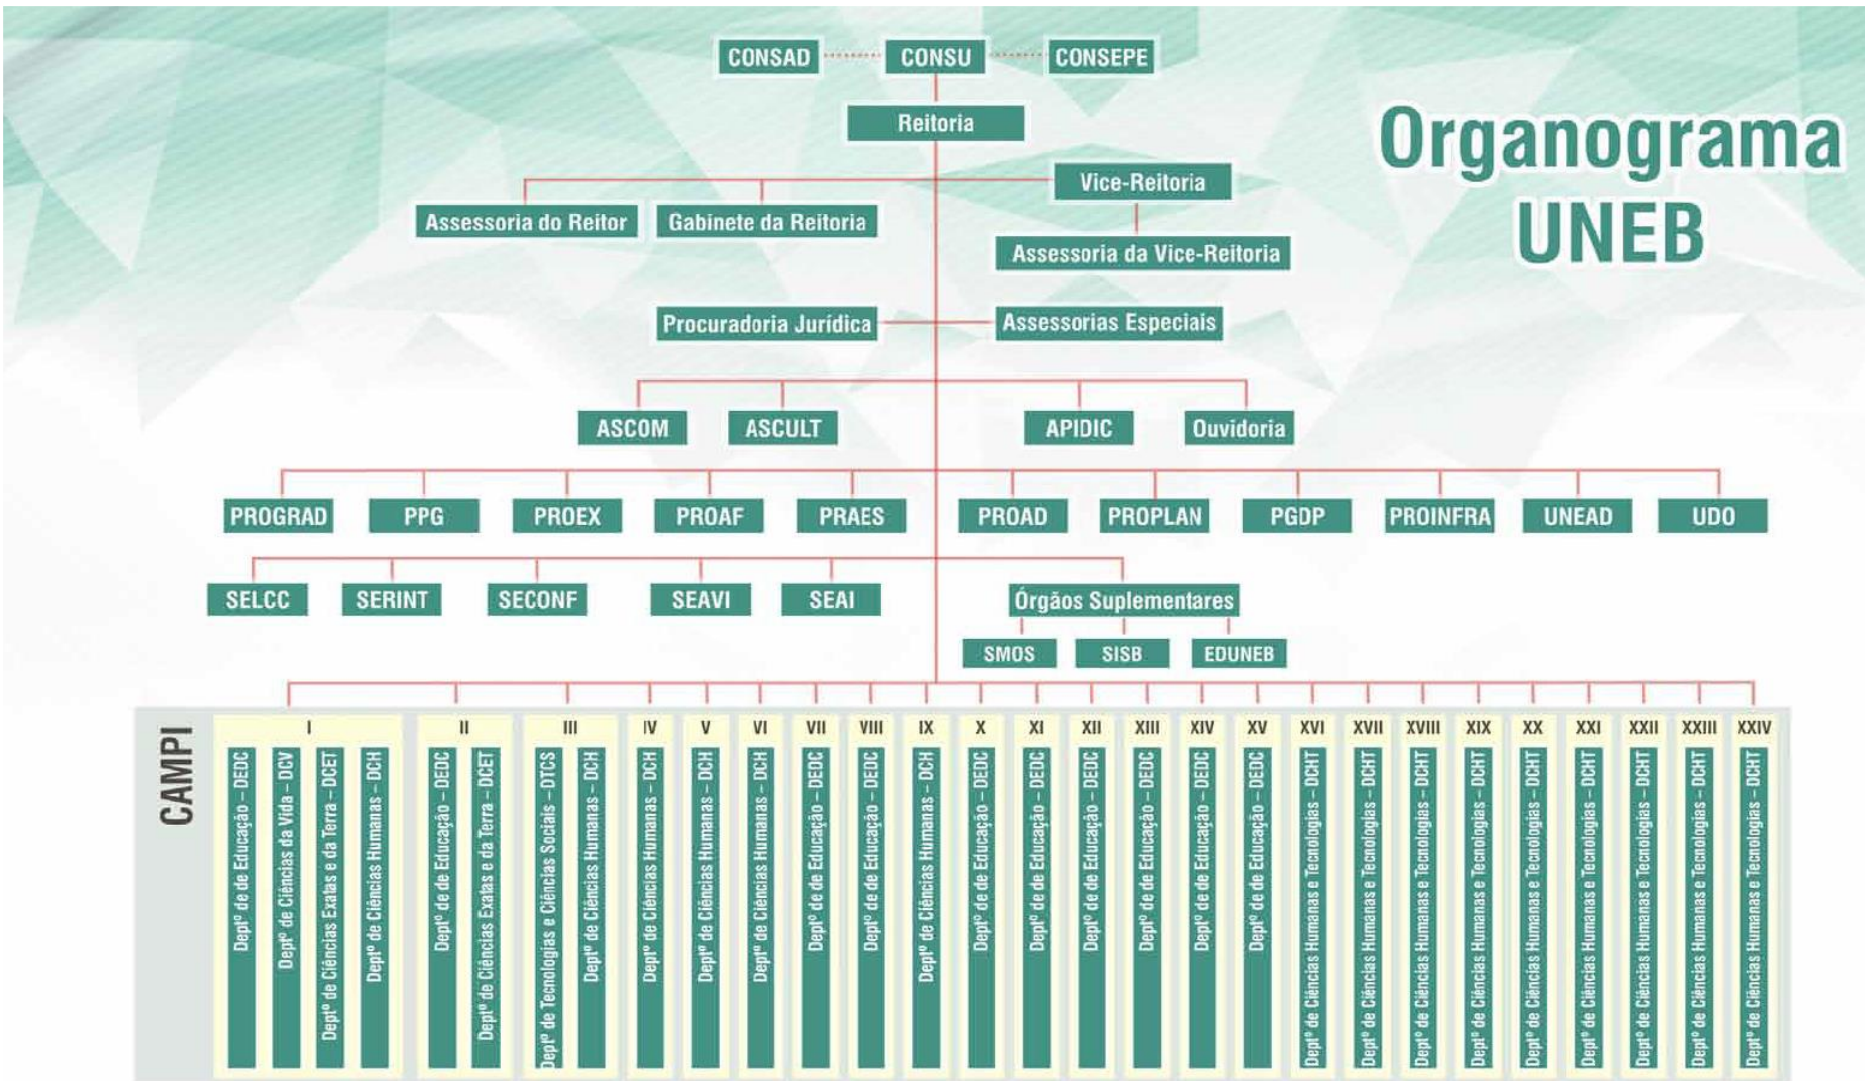 CONSAD
CONSU
CONSEPE
Reitoria
Organograma
UNEB
Vice-Reitoria
Assessoria do Reitor
Gabinete da Reitoria
Assessoria da Vice-Reitoria
Procuradoria Jurídica
Assessorias Especiais
ASCOM
ASCULT
APIDIC
Ouvidoria
PROGRAD
PPG
PROEX
PROAF
PRAES
PROAD
PROPLAN
PGDP
PROINFRA
UNEAD
UDO
SELCC
SERINT
SECONF
SEAVI
SEAI
Órgãos Suplementares
SMOS
SISB
EDUNEB
CAMPI
I
Deptº de de Educação – DEDC
Deptº de Ciências da Vida – DCV
Deptº de Ciências Exatas e da Terra – DCET
Deptº de Ciências Humanas – DCH
II
Deptº de de Educação – DEDC
Deptº de Ciências Exatas e da Terra – DCET
III
Deptº de Tecnologias e Ciências Sociais – DTCS
Deptº de Ciências Humanas – DCH
IV
Deptº de Ciências Humanas – DCH
V
Deptº de Ciências Humanas – DCH
VI
Deptº de Ciências Humanas – DCH
VII
Deptº de de Educação – DEDC
VIII
Deptº de de Educação – DEDC
IX
Deptº de Ciências Humanas – DCH
X
Deptº de de Educação – DEDC
XI
Deptº de de Educação – DEDC
XII
Deptº de de Educação – DEDC
XIII
Deptº de de Educação – DEDC
XIV
Deptº de de Educação – DEDC
XV
Deptº de de Educação – DEDC
XVI
Deptº de Ciências Humanas e Tecnologias – DCHT
XVII
Deptº de Ciências Humanas e Tecnologias – DCHT
XVIII
Deptº de Ciências Humanas e Tecnologias – DCHT
XIX
Deptº de Ciências Humanas e Tecnologias – DCHT
XX
Deptº de Ciências Humanas e Tecnologias – DCHT
XXI
Deptº de Ciências Humanas e Tecnologias – DCHT
XXII
Deptº de Ciências Humanas e Tecnologias – DCHT
XXIII
Deptº de Ciências Humanas e Tecnologias – DCHT
XXIV
Deptº de Ciências Humanas e Tecnologias – DCHT